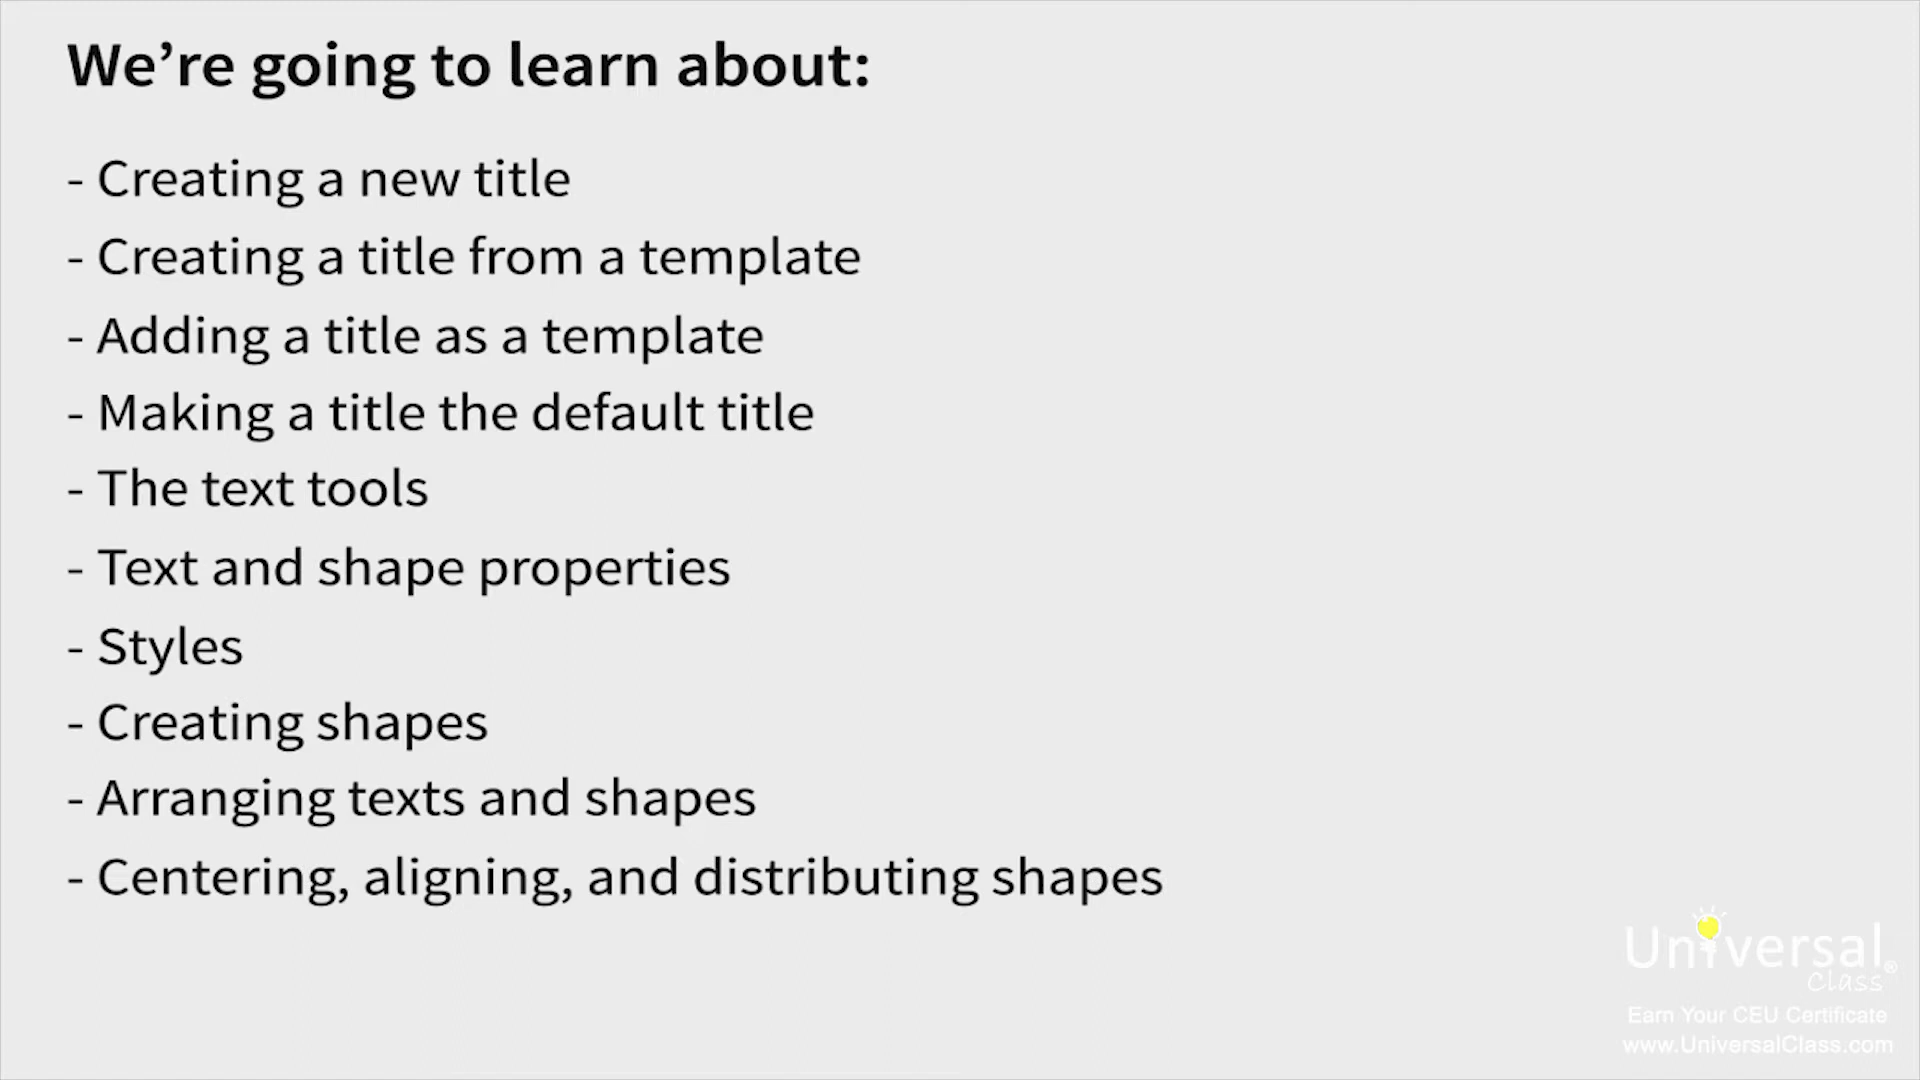 We’re going to learn about:
- Creating a new title
- Creating a title from a template
- Adding a title as a template
- Making a title the default title
- The text tools
- Text and shape properties
- Styles
- Creating shapes
- Arranging texts and shapes
- Centering, aligning, and distributing shapes
Universal®
Class
Earn Your CEU Certificate
www.UniversalClass.com